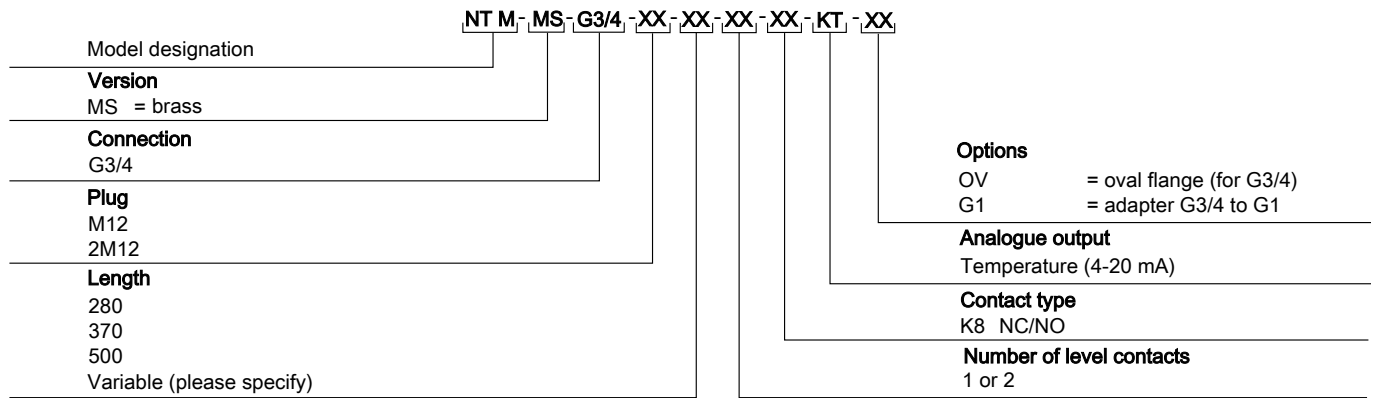 NT M - MS - G3/4 - XX - XX - XX - XX - KT - XX
Model designation
Version
MS = brass
Connection
G3/4
Plug
M12
2M12
Length
280
370
500
Variable (please specify)
Options
OV = oval flange (for G3/4)
G1 = adapter G3/4 to G1
Analogue output
Temperature (4-20 mA)
Contact type
K8 NC/NO
Number of level contacts
1 or 2